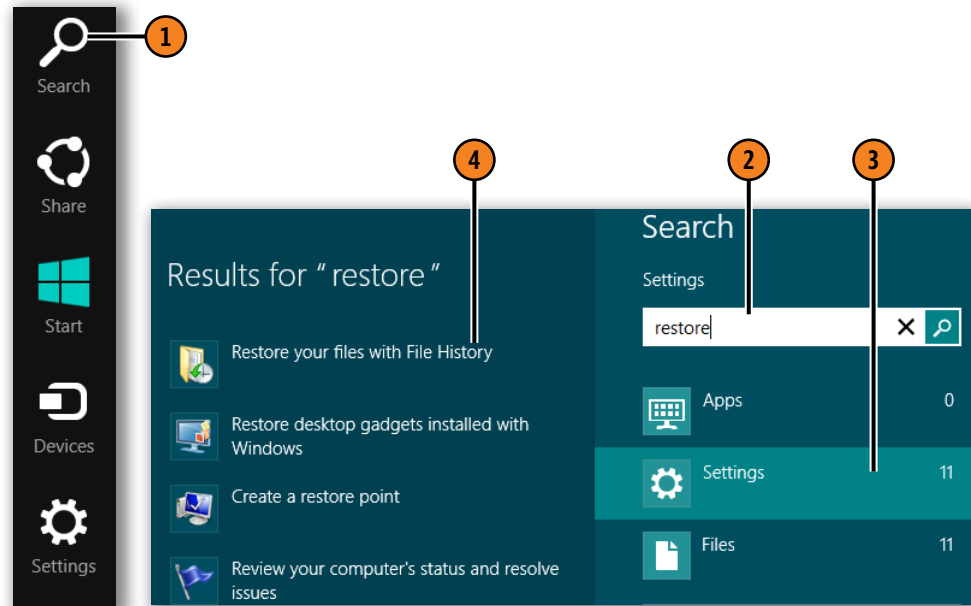 1
Search
Share
Start
Devices
Settings
4
2
3
Results for "restore"
Restore your files with File History
Restore desktop gadgets installed with
Windows
Create a restore point
Review your computer's status and resolve
issues
Search
Settings
restore
Apps 0
Settings 11
Files 11